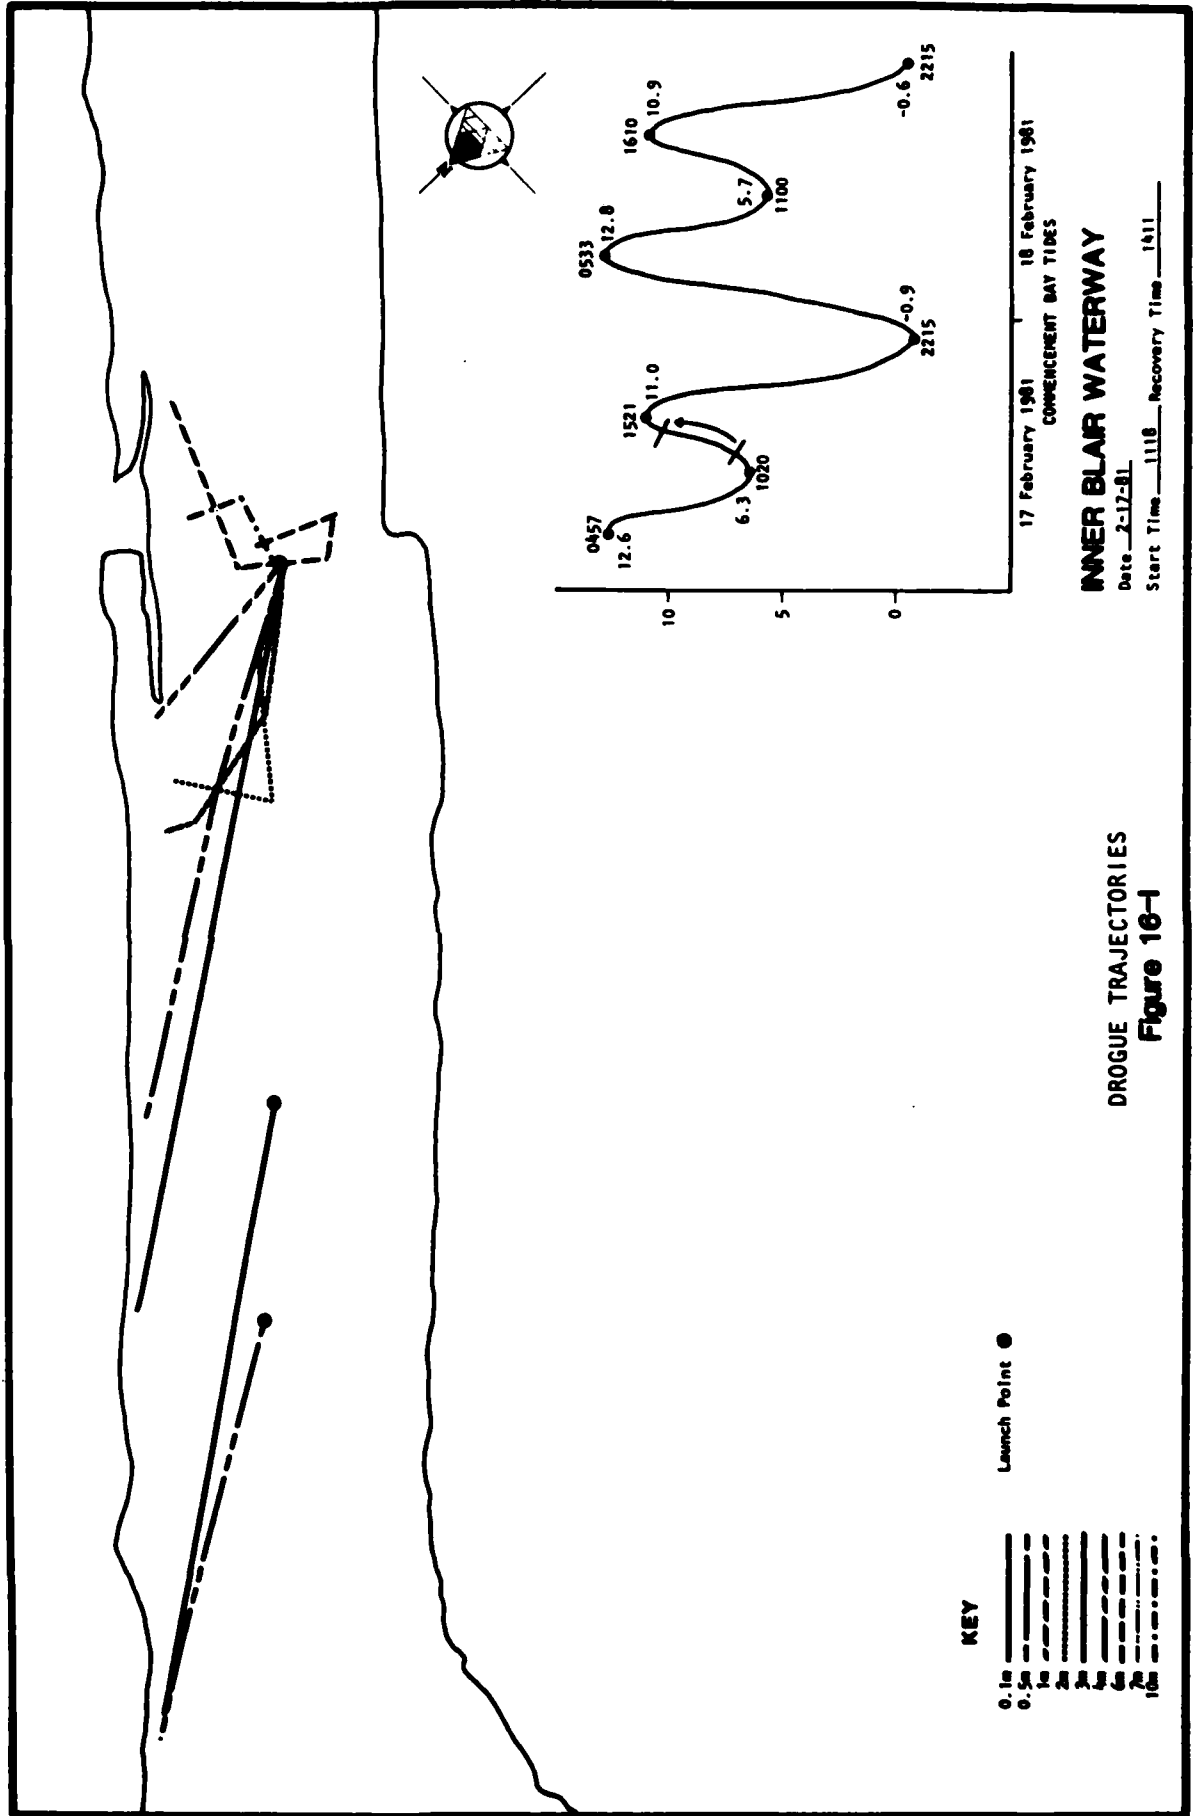 N
0457
12.6
6.3
1020
1521
11.0
-0.9
2215
0533
12.8
5.7
1100
1610
10.9
-0.6
2215
10
5
0
17 February 1981
18 February 1981
COMMENCEMENT BAY TIDES
INNER BLAIR WATERWAY
Date 2-17-81
Start Time 1118 Recovery Time 1411
KEY
0.1m
0.5m
1m
2m
3m
4m
6m
7m
10m
Launch Point
DROGUE TRAJECTORIES
Figure 16-1